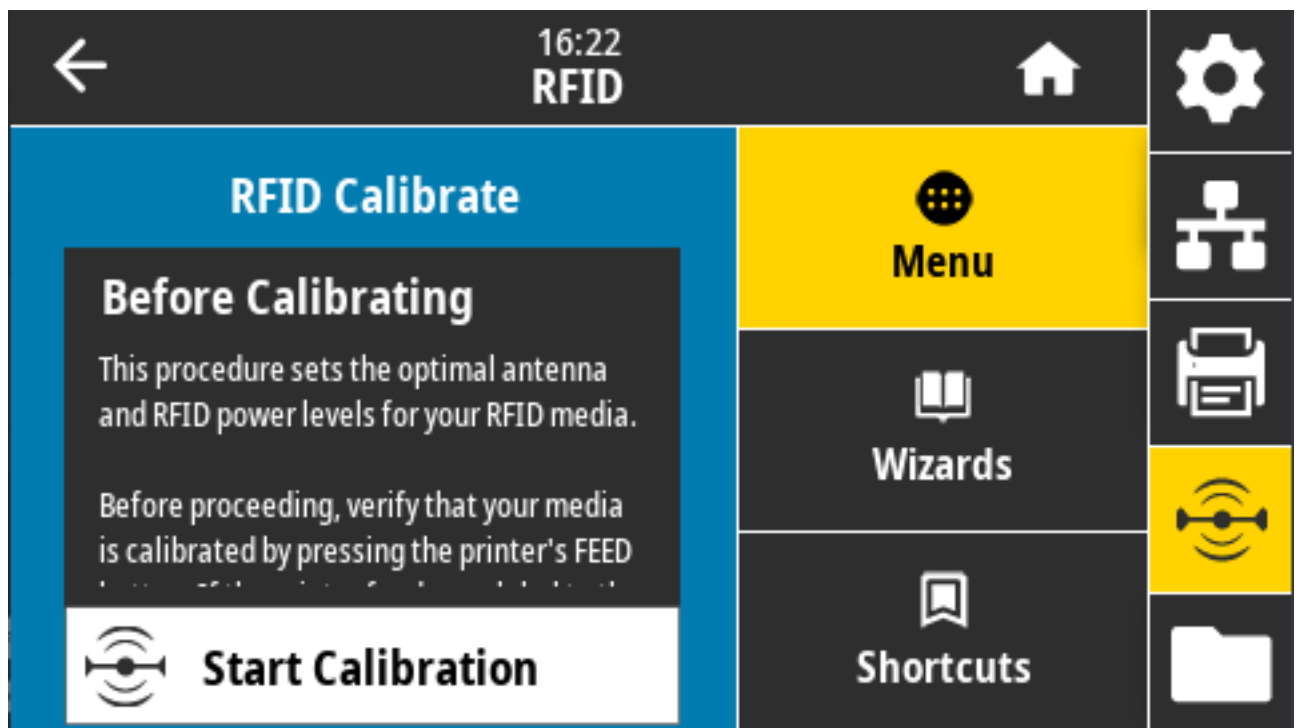 16:22
RFID
RFID Calibrate
Before Calibrating
This procedure sets the optimal antenna
and RFID power levels for your RFID media.
Before proceeding, verify that your media
is calibrated by pressing the printer's FEED
Start Calibration
Menu
Wizards
Shortcuts